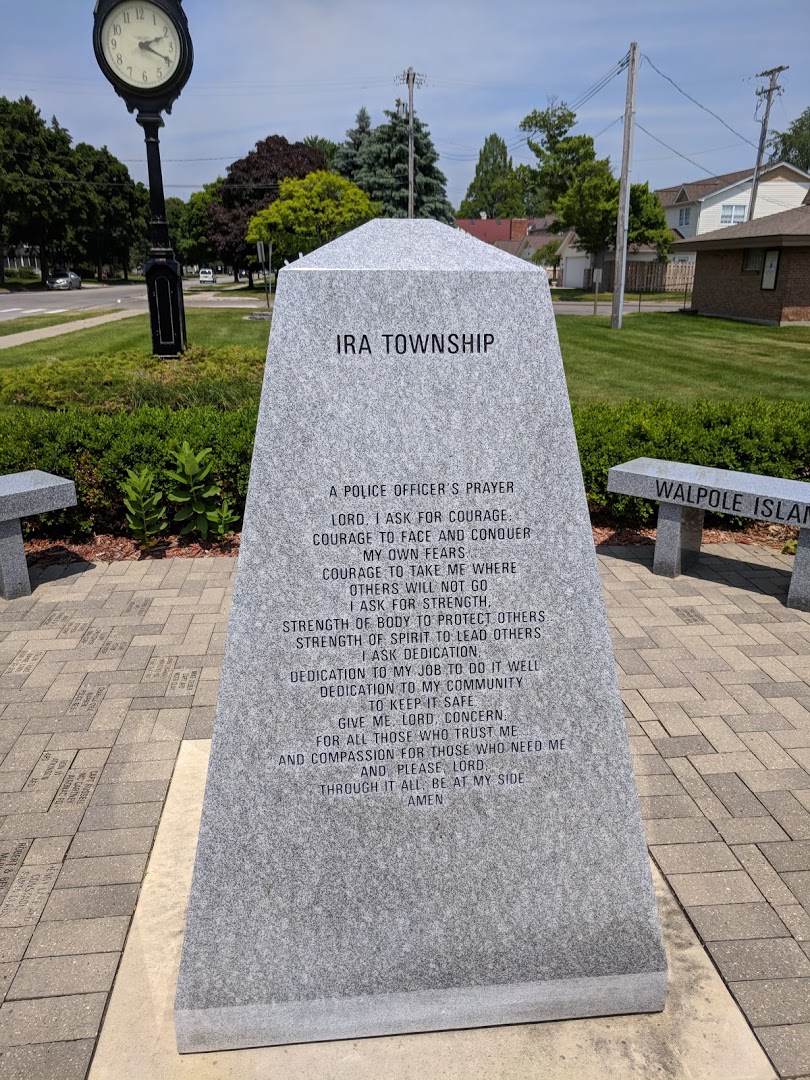 IRA TOWNSHIP
A POLICE OFFICER'S PRAYER
LORD, I ASK FOR COURAGE.
COURAGE TO FACE AND CONQUER
MY OWN FEARS...
COURAGE TO TAKE ME WHERE
OTHERS WILL NOT GO
I ASK FOR STRENGTH,
STRENGTH OF BODY TO PROTECT OTHERS
STRENGTH OF SPIRIT TO LEAD OTHERS
I ASK DEDICATION,
DEDICATION TO MY JOB TO DO IT WELL
DEDICATION TO MY COMMUNITY
TO KEEP IT SAFE
GIVE ME, LORD, CONCERN.
FOR ALL THOSE WHO TRUST ME
AND COMPASSION FOR THOSE WHO NEED ME
AND, PLEASE, LORD,
THROUGH IT ALL, BE AT MY SIDE
AMEN
WALPOLE ISLAN